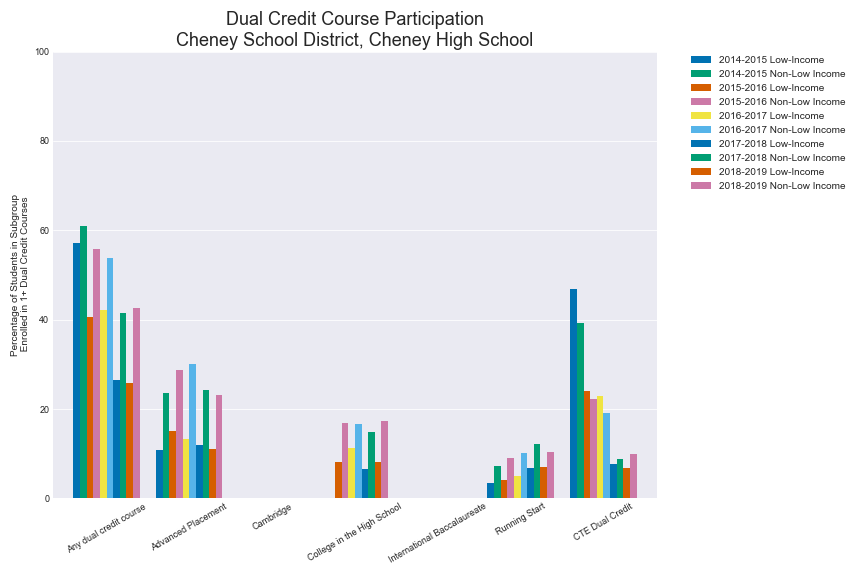 Dual Credit Course Participation
Cheney School District, Cheney High School
Percentage of Students in Subgroup
Enrolled in 1+ Dual Credit Courses
100
80
60
40
20
0
Any dual credit course
Advanced Placement
Cambridge
College in the High School
International Baccalaureate
Running Start
CTE Dual Credit
2014-2015 Low-Income
2014-2015 Non-Low Income
2015-2016 Low-Income
2015-2016 Non-Low Income
2016-2017 Low-Income
2016-2017 Non-Low Income
2017-2018 Low-Income
2017-2018 Non-Low Income
2018-2019 Low-Income
2018-2019 Non-Low Income